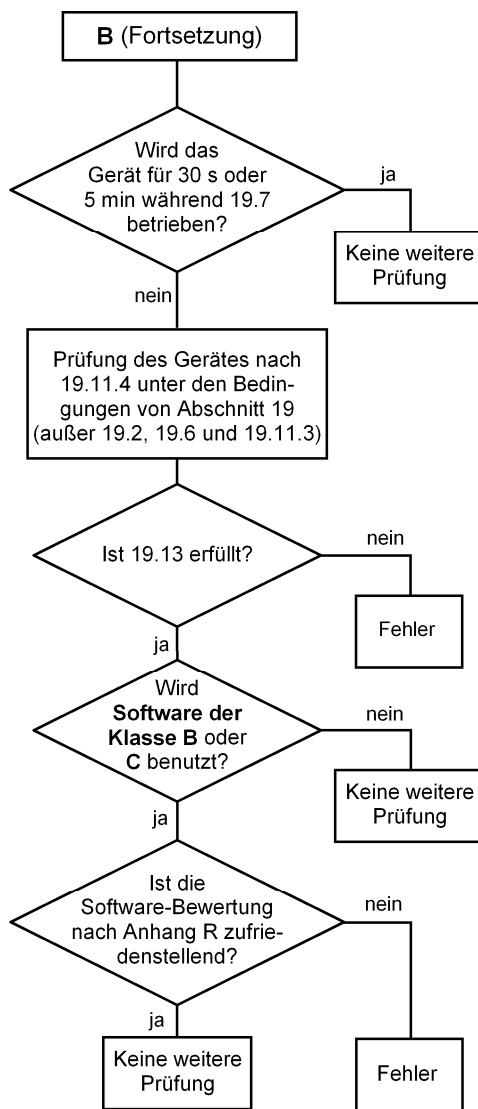 B (Fortsetzung)
Wird das
Gerät für 30 s oder
5 min während 19.7
betrieben?
ja
Keine weitere
Prüfung
nein
Prüfung des Gerätes nach
19.11.4 unter den Bedin-
gungen von Abschnitt 19
(außer 19.2, 19.6 und 19.11.3)
Ist 19.13 erfüllt?
nein
Fehler
ja
Wird
Software der
Klasse B oder
C benutzt?
nein
Keine weitere
Prüfung
ja
Ist die
Software-Bewertung
nach Anhang R zufrie-
denstellend?
nein
ja
Keine weitere
Prüfung
Fehler